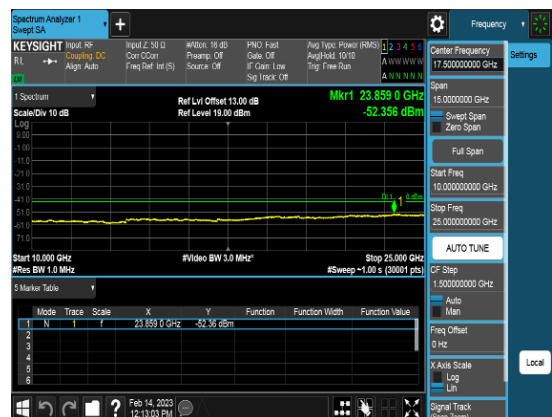 Spectrum Analyzer 1
Swept SA
Frequency
KEYSIGHT Input: RF
RL
Coupling: DC
Align: Auto
Input Z: 50 Ω
Corr CCorr
Freq Ref: Int (S)
#Atten: 16 dB
Preamp: Off
Source: Off
PNO: Fast
Gate: Off
IF Gain: Low
Sig Track: Off
Avg Type: Power (RMS)
Avg|Hold: 10/10
Trig: Free Run
1 2 3 4 5 6
A W W W W W
A N N N N N
1 Spectrum
Scale/Div 10 dB
Log
Ref Lvl Offset 13.00 dB
Ref Level 19.00 dBm
Mkr1 23.859 0 GHz
-52.356 dBm
9.00
-1.00
-11.0
-21.0
-31.0
-41.0
-51.0
-61.0
-71.0
1
Start 10.000 GHz
#Res BW 1.0 MHz
#Video BW 3.0 MHz*
Stop 25.000 GHz
#Sweep ~1.00 s (30001 pts)
5 Marker Table
Mode Trace Scale X Y Function Function Width Function Value
1 N 1 f 23.859 0 GHz -52.36 dBm
2
3
4
5
6
Feb 14, 2023
12:13:03 PM
Center Frequency
17.500000000 GHz
Settings
Span
15.0000000 GHz
Swept Span
Zero Span
Full Span
Start Freq
10.000000000 GHz
Stop Freq
25.000000000 GHz
AUTO TUNE
CF Step
1.500000000 GHz
Auto
Man
Freq Offset
0 Hz
X Axis Scale
Log
Lin
Local
Signal Track
(Span Zoom)